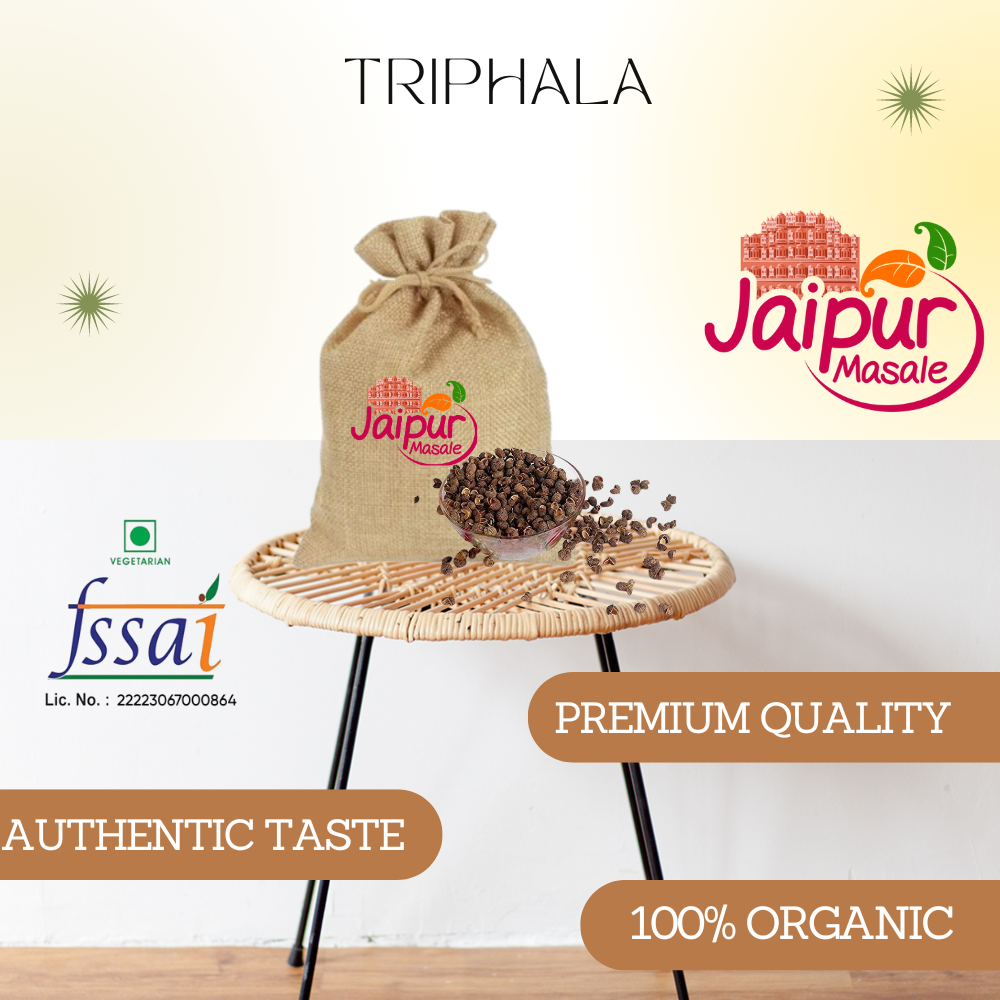 TRIPHALA
Jaipur
Masale
Jaipur
Masale
VEGETARIAN
fssai
Lic. No. : 22223067000864
PREMIUM QUALITY
AUTHENTIC TASTE
100% ORGANIC